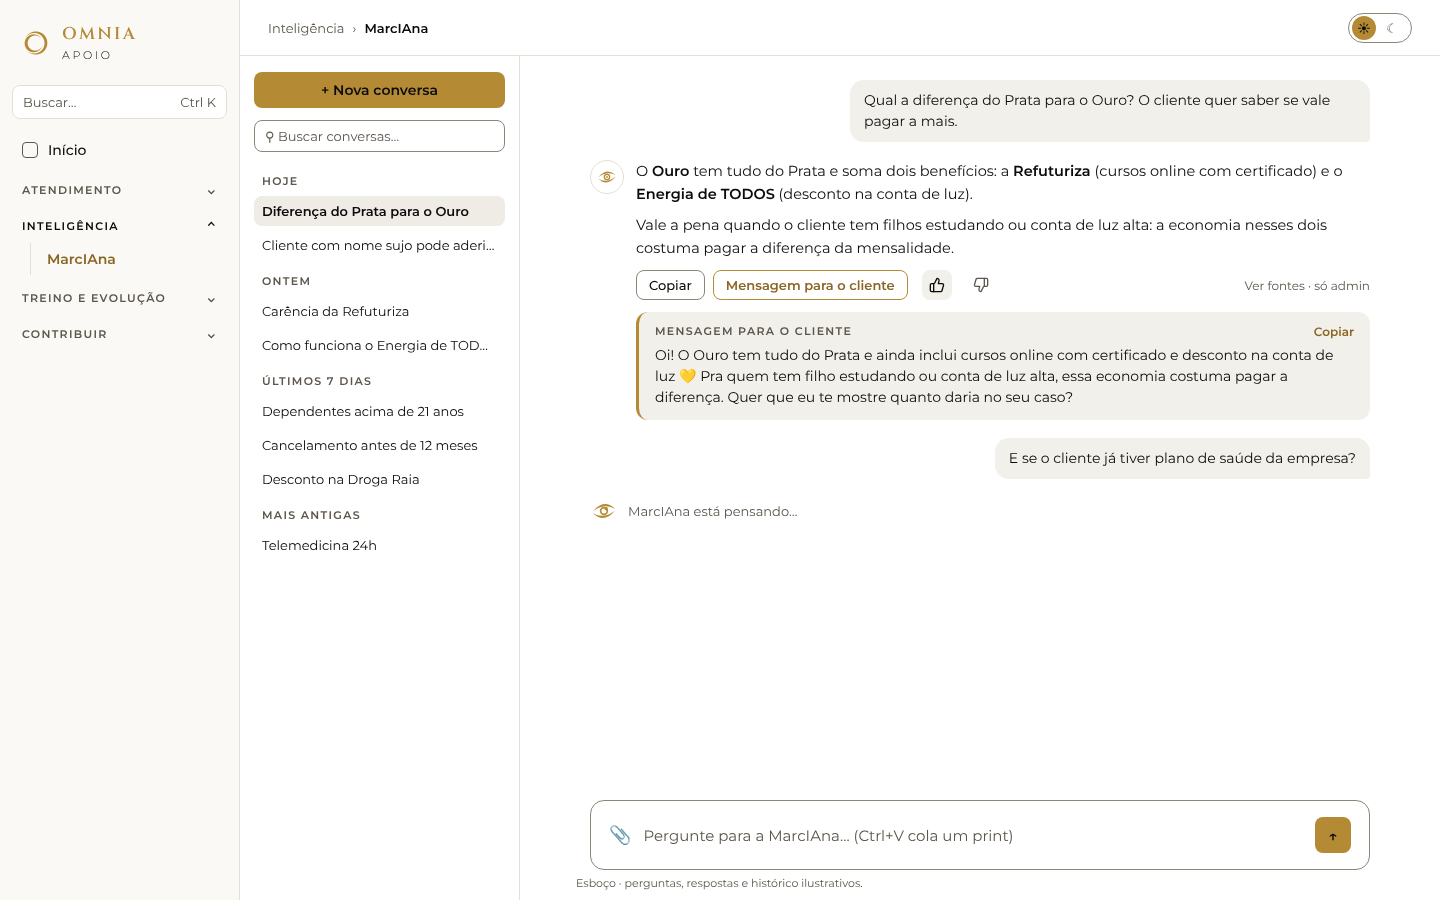 OMNIA
APOIO
Buscar...
Ctrl K
Início
ATENDIMENTO
INTELIGÊNCIA
MarcIAna
TREINO E EVOLUÇÃO
CONTRIBUIR
Inteligência › MarcIAna
+ Nova conversa
Buscar conversas...
HOJE
Diferença do Prata para o Ouro
Cliente com nome sujo pode aderi...
ONTEM
Carência da Refuturiza
Como funciona o Energia de TOD...
ÚLTIMOS 7 DIAS
Dependentes acima de 21 anos
Cancelamento antes de 12 meses
Desconto na Droga Raia
MAIS ANTIGAS
Telemedicina 24h
Qual a diferença do Prata para o Ouro? O cliente quer saber se vale
pagar a mais.
O Ouro tem tudo do Prata e soma dois benefícios: a Refuturiza (cursos online com certificado) e o
Energia de TODOS (desconto na conta de luz).
Vale a pena quando o cliente tem filhos estudando ou conta de luz alta: a economia nesses dois
costuma pagar a diferença da mensalidade.
Copiar
Mensagem para o cliente
Ver fontes · só admin
MENSAGEM PARA O CLIENTE
Copiar
Oi! O Ouro tem tudo do Prata e ainda inclui cursos online com certificado e desconto na conta de
luz 💛 Pra quem tem filho estudando ou conta de luz alta, essa economia costuma pagar a
diferença. Quer que eu te mostre quanto daria no seu caso?
E se o cliente já tiver plano de saúde da empresa?
MarcIAna está pensando...
Pergunte para a MarcIAna... (Ctrl+V cola um print)
Esboço · perguntas, respostas e histórico ilustrativos.